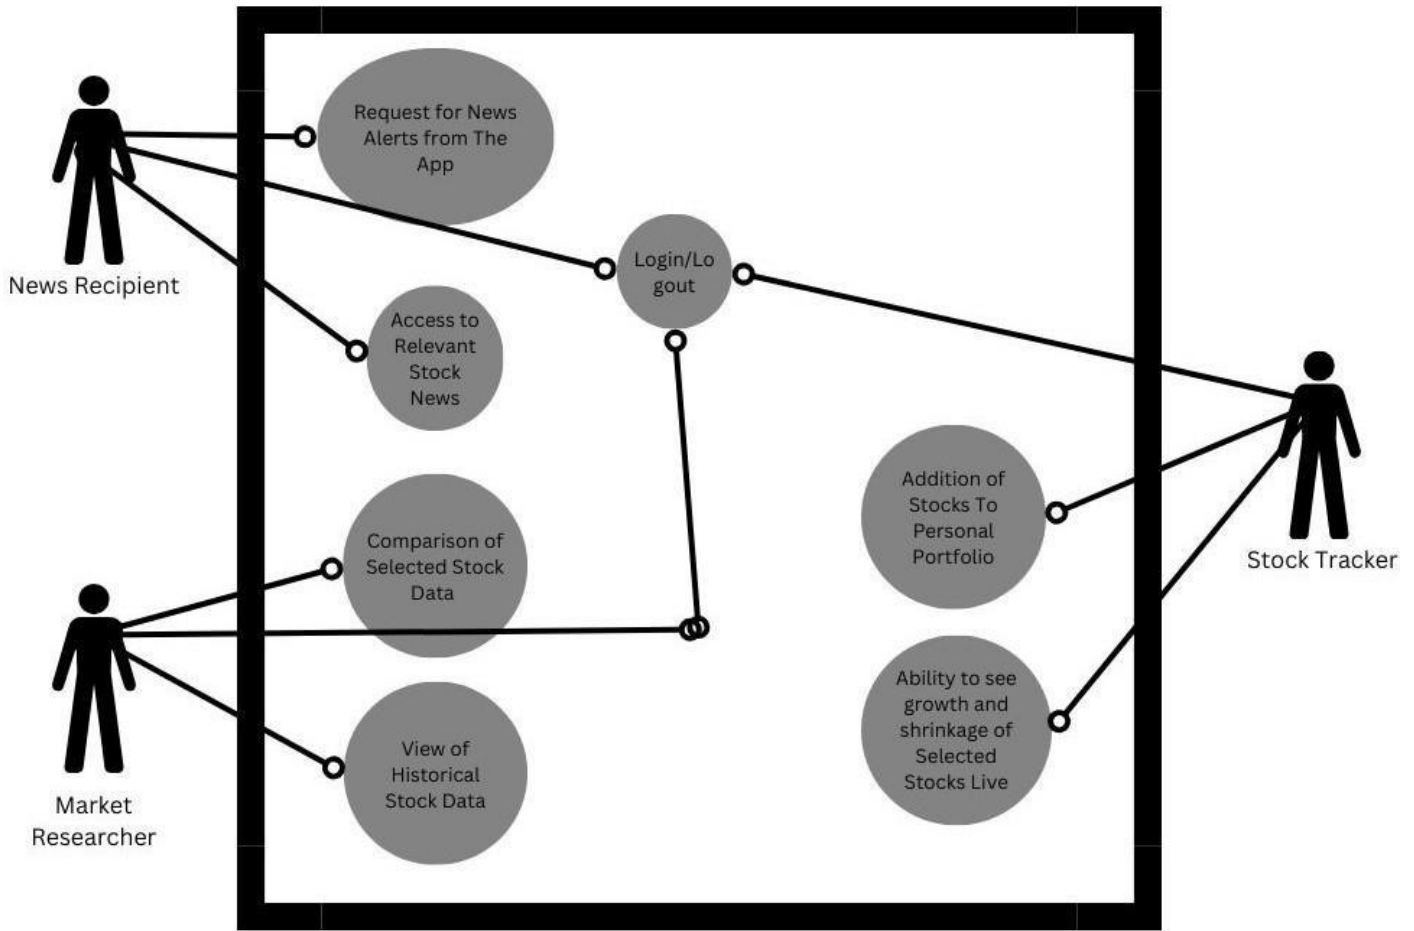 Request for News
Alerts from The
App
News Recipient
Login/Lo
gout
Access to
Relevant
Stock
News
Addition of
Stocks To
Personal
Portfolio
Stock Tracker
Comparison of
Selected Stock
Data
Ability to see
growth and
shrinkage of
Selected
Stocks Live
View of
Historical
Stock Data
Market
Researcher